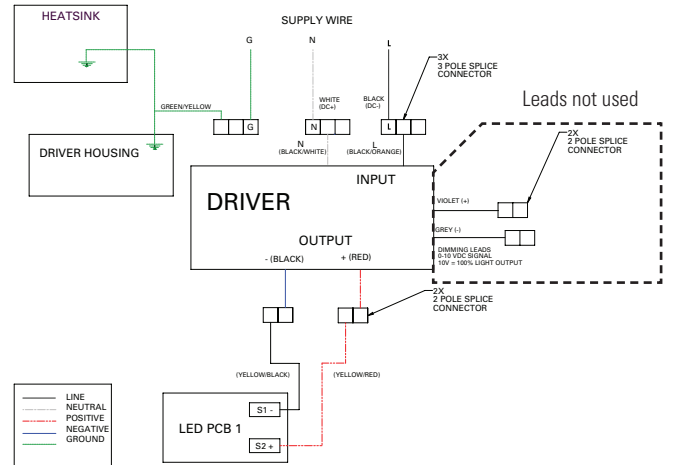 HEATSINK
SUPPLY WIRE
G
N
L
3X
3 POLE SPLICE
CONNECTOR
GREEN/YELLOW
WHITE
(DC+)
BLACK
(DC-)
Leads not used
G
N
L
DRIVER HOUSING
N
(BLACK/WHITE)
L
(BLACK/ORANGE)
2X
2 POLE SPLICE
CONNECTOR
INPUT
DRIVER
VIOLET (+)
GREY (-)
DIMMING LEADS
0-10 VDC SIGNAL
10V = 100% LIGHT OUTPUT
OUTPUT
- (BLACK)
+ (RED)
2X
2 POLE SPLICE
CONNECTOR
(YELLOW/BLACK)
(YELLOW/RED)
LINE
NEUTRAL
POSITIVE
NEGATIVE
GROUND
LED PCB 1
S1 -
S2 +